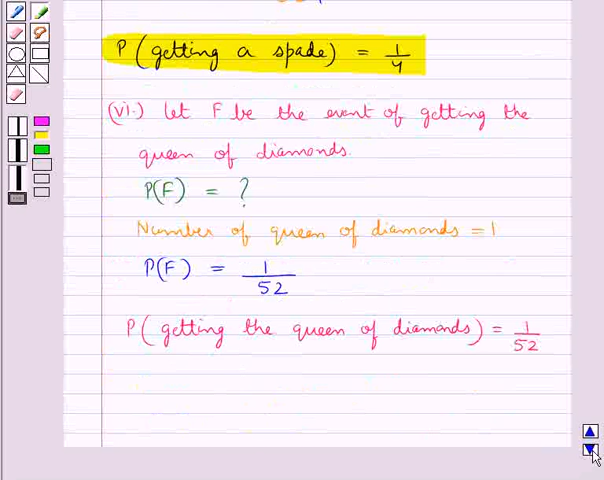 P (getting a spade) = 1/4
(vi.) Let F be the event of getting the
queen of diamonds.
P(F) = ?
Number of queen of diamonds = 1
P(F) = 1/52
P (getting the queen of diamonds) = 1/52